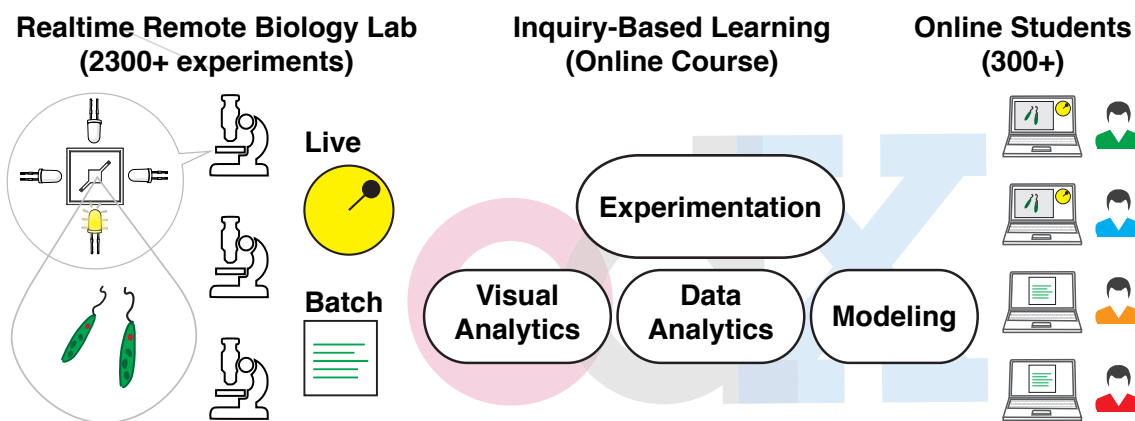 Realtime Remote Biology Lab
(2300+ experiments)
Inquiry-Based Learning
(Online Course)
Online Students
(300+)
Live
Batch
Experimentation
Visual
Analytics
Data
Analytics
Modeling
edX